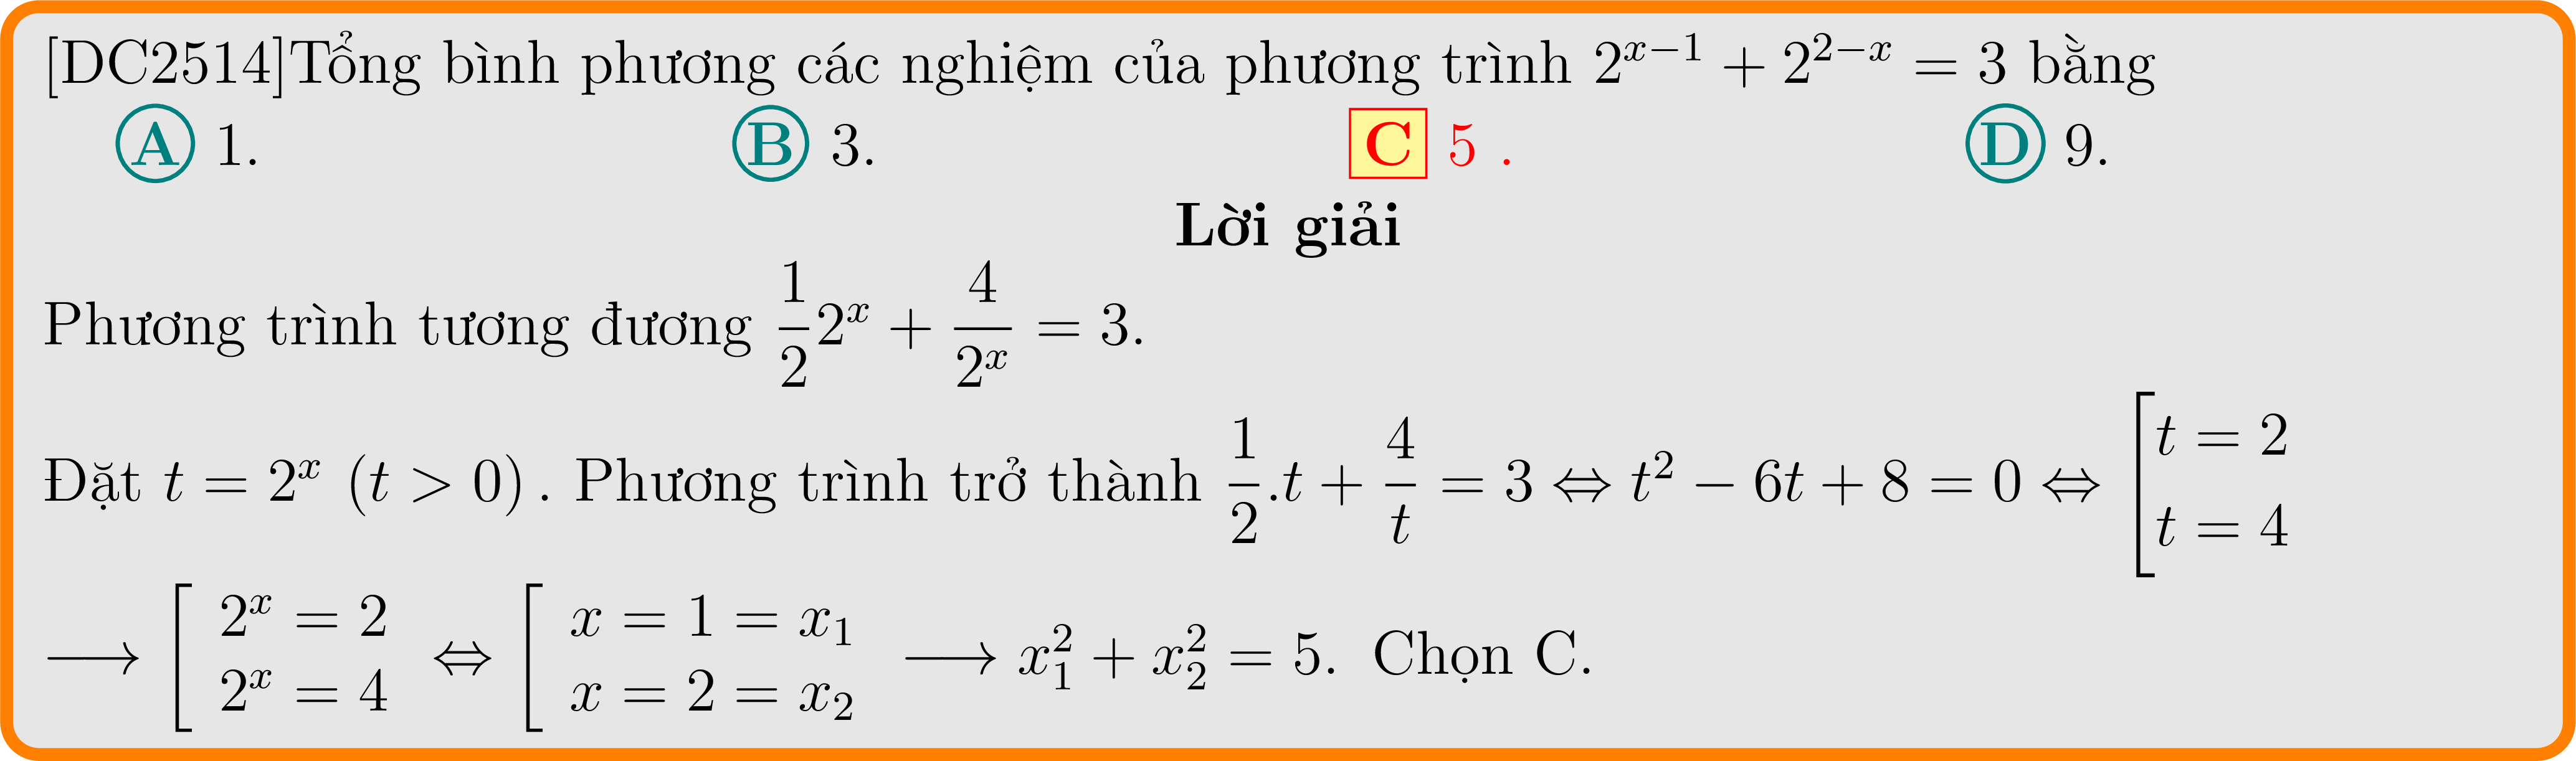 [DC2514]Tổng bình phương các nghiệm của phương trình $2^{x-1} + 2^{2-x} = 3$ bằng
A 1. B 3. C 5 . D 9.
Lời giải
Phương trình tương đương $\frac{1}{2}2^x + \frac{4}{2^x} = 3$.
Đặt $t = 2^x$ $(t > 0)$. Phương trình trở thành $\frac{1}{2}.t + \frac{4}{t} = 3 \Leftrightarrow t^2 - 6t + 8 = 0 \Leftrightarrow \left[\begin{array}{l} t = 2 \\ t = 4 \end{array}\right.$
$\longrightarrow \left[\begin{array}{l} 2^x = 2 \\ 2^x = 4 \end{array}\right. \Leftrightarrow \left[\begin{array}{l} x = 1 = x_1 \\ x = 2 = x_2 \end{array}\right. \longrightarrow x_1^2 + x_2^2 = 5$. Chọn C.